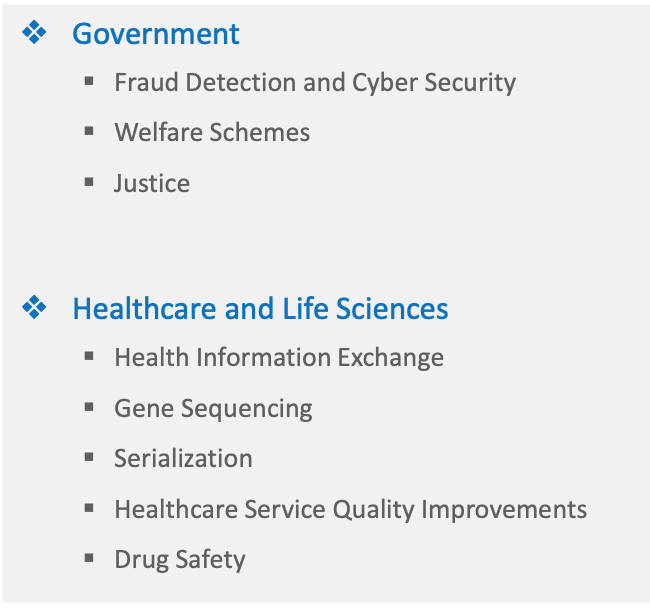 Government
Fraud Detection and Cyber Security
Welfare Schemes
Justice
Healthcare and Life Sciences
Health Information Exchange
Gene Sequencing
Serialization
Healthcare Service Quality Improvements
Drug Safety